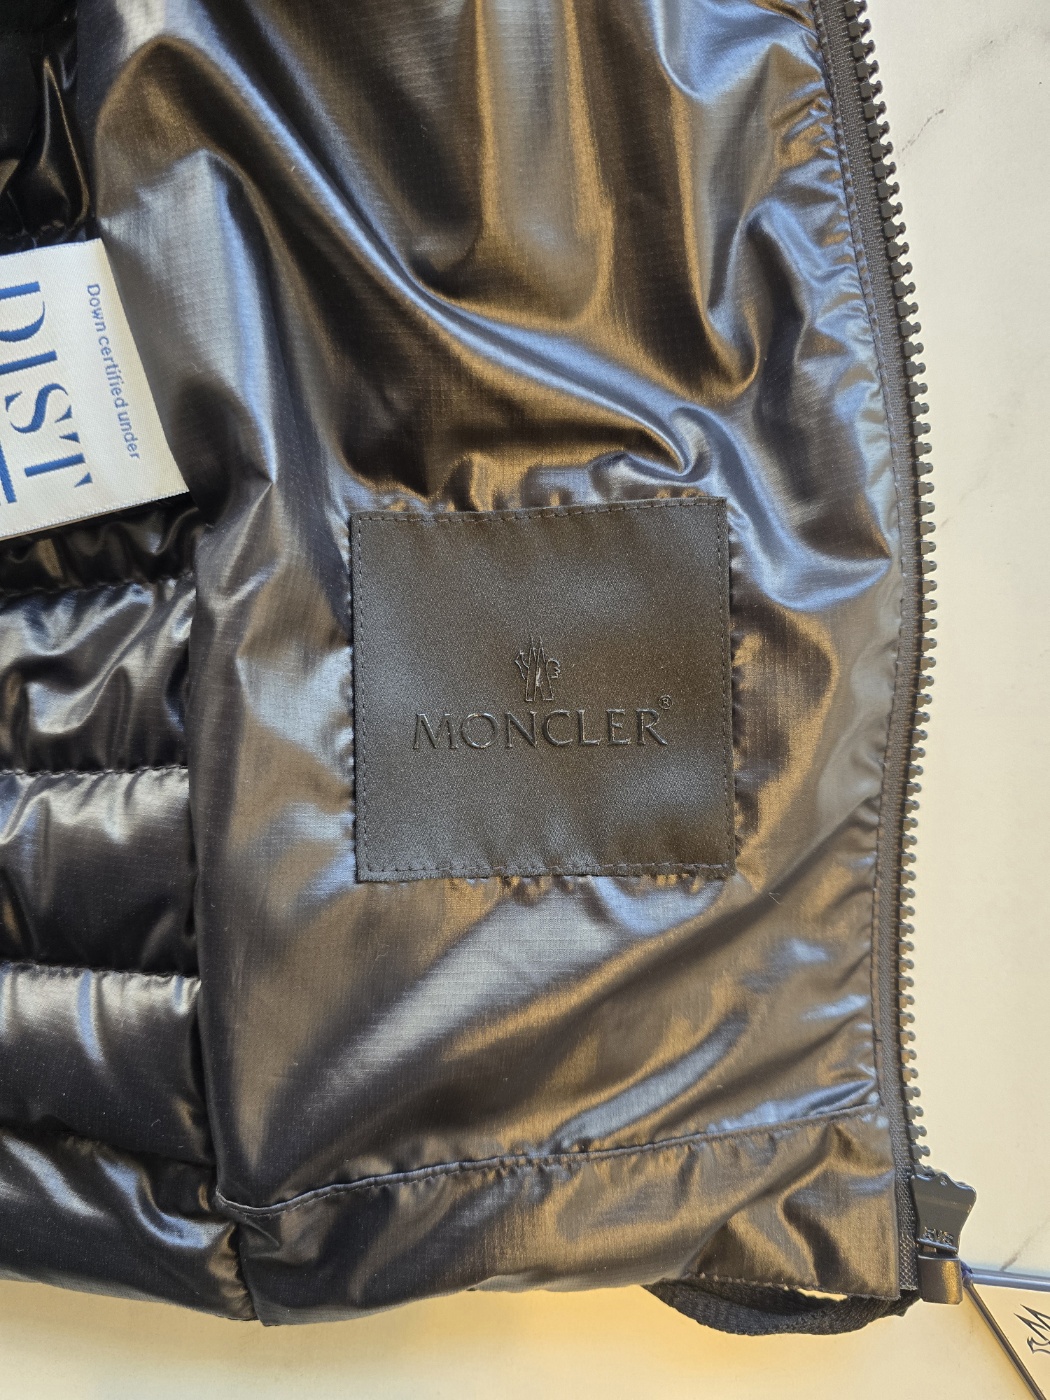 Down certified under
DIST
MONCLER®